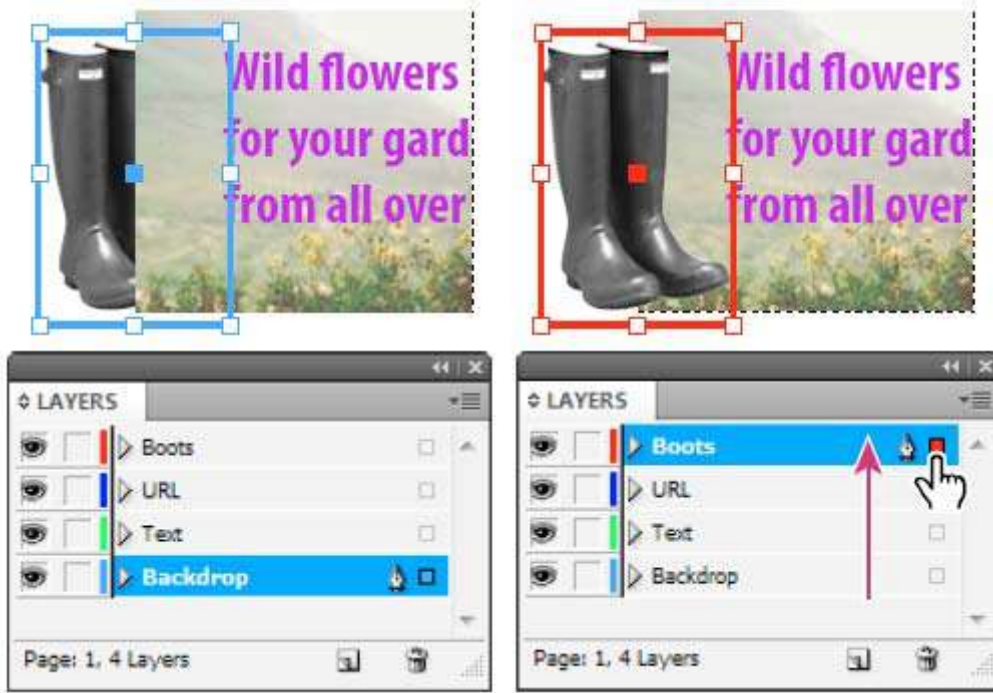 Wild flowers
for your gard
from all over
Wild flowers
for your gard
from all over
LAYERS
Boots
URL
Text
Backdrop
Page: 1, 4 Layers
LAYERS
Boots
URL
Text
Backdrop
Page: 1, 4 Layers